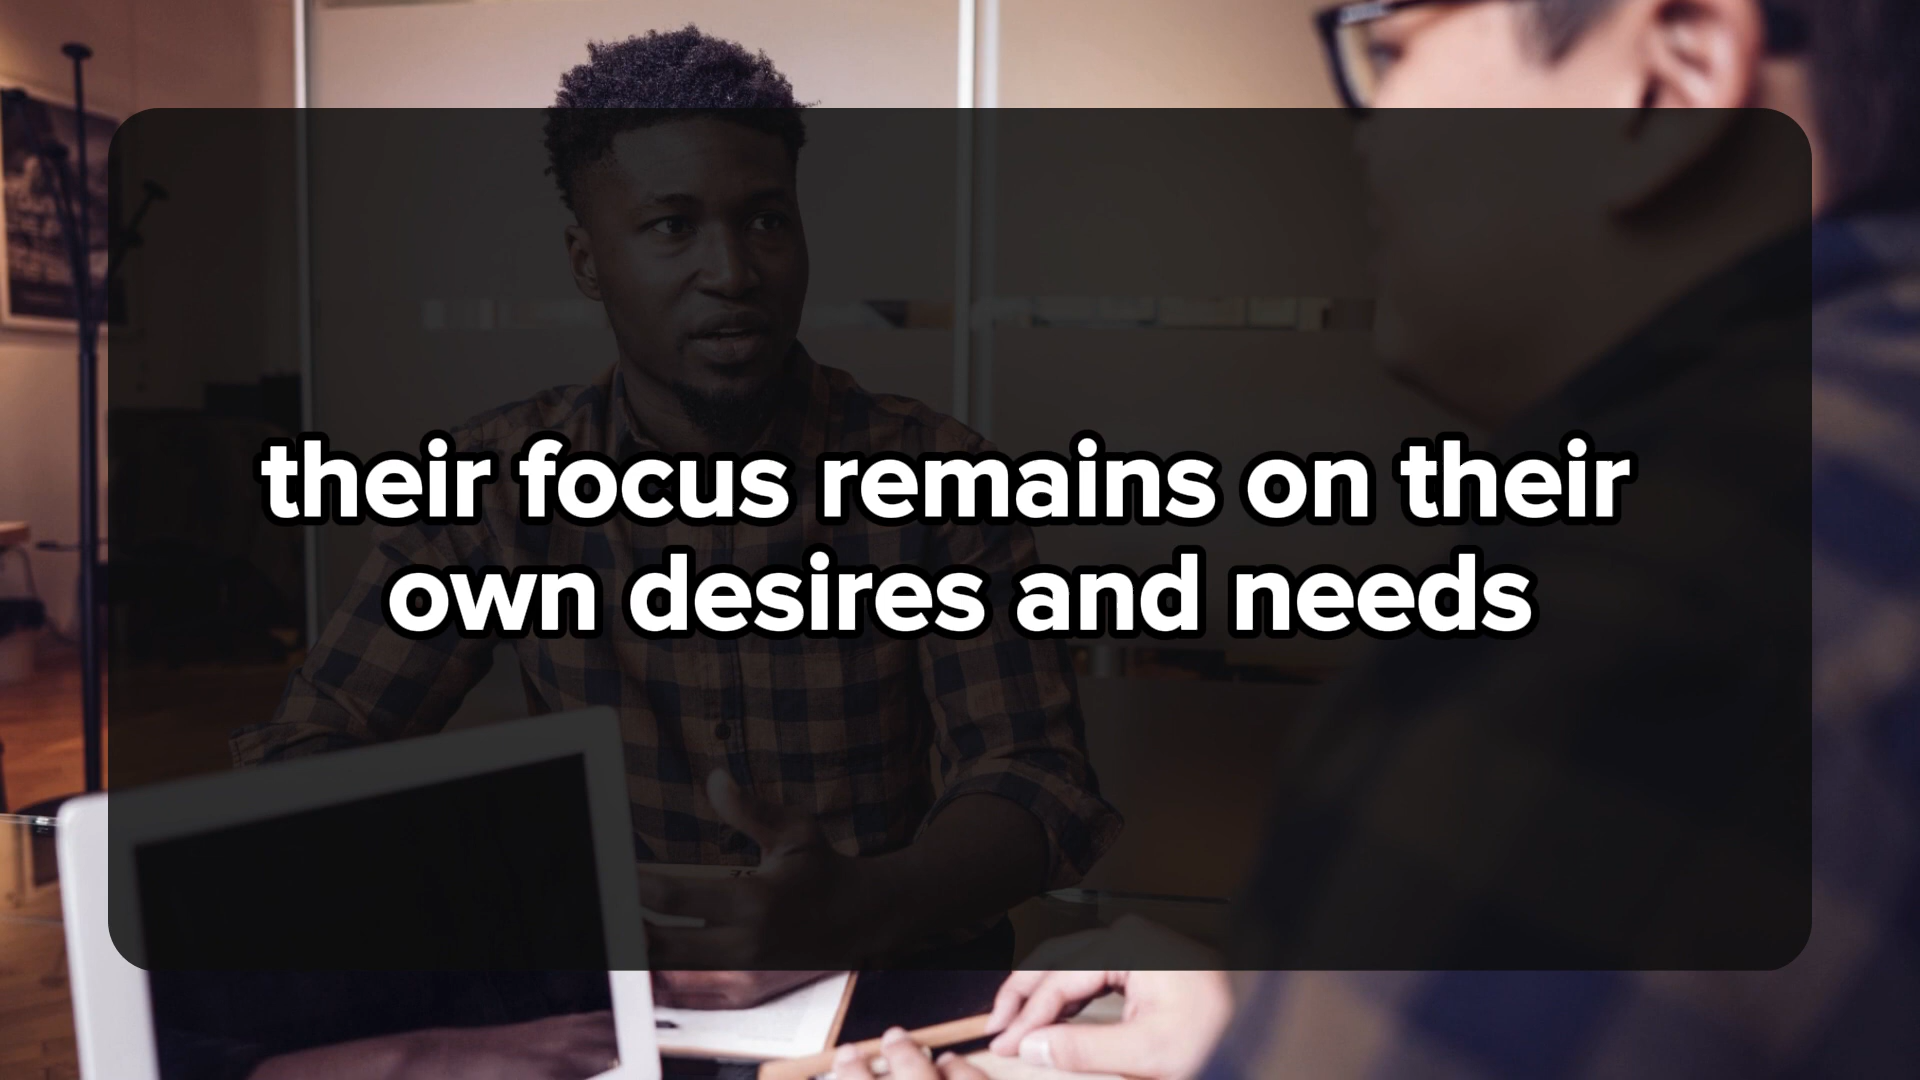 their focus remains on their
own desires and needs